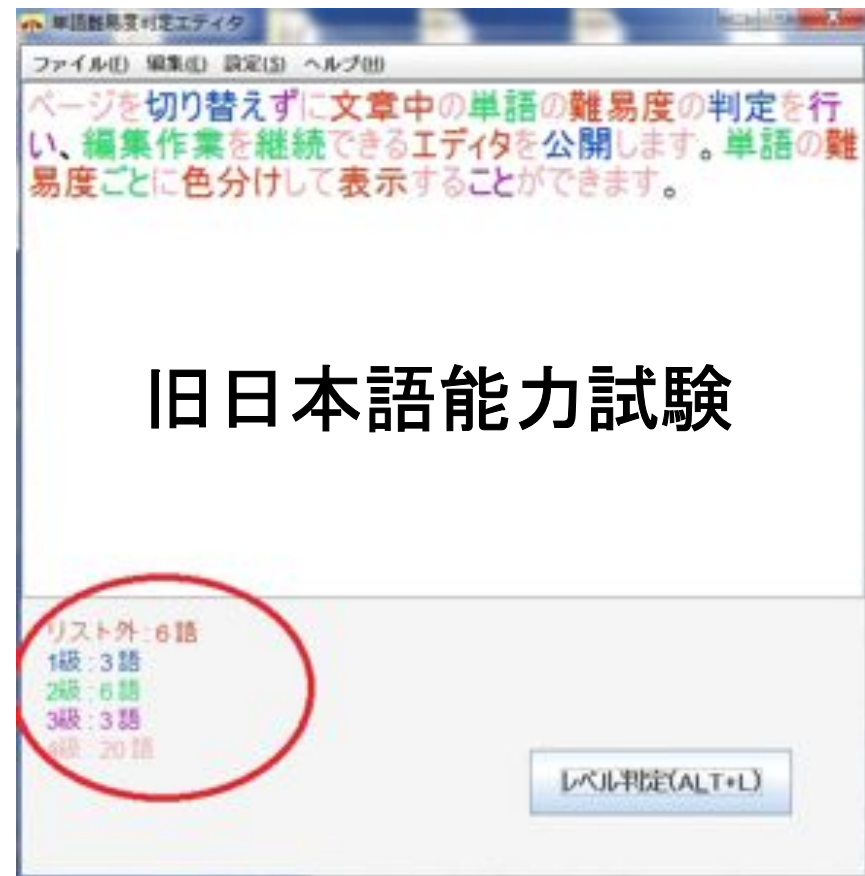 単語難易度判定エディタ
ファイル(F) 編集(E) 設定(S) ヘルプ(H)
ページを切り替えずに文章中の単語の難易度の判定を行
い、編集作業を継続できるエディタを公開します。単語の難
易度ごとに色分けして表示することができます。
旧日本語能力試験
リスト外:6語
1級:3語
2級:6語
3級:3語
4級:20語
レベル判定(ALT+L)